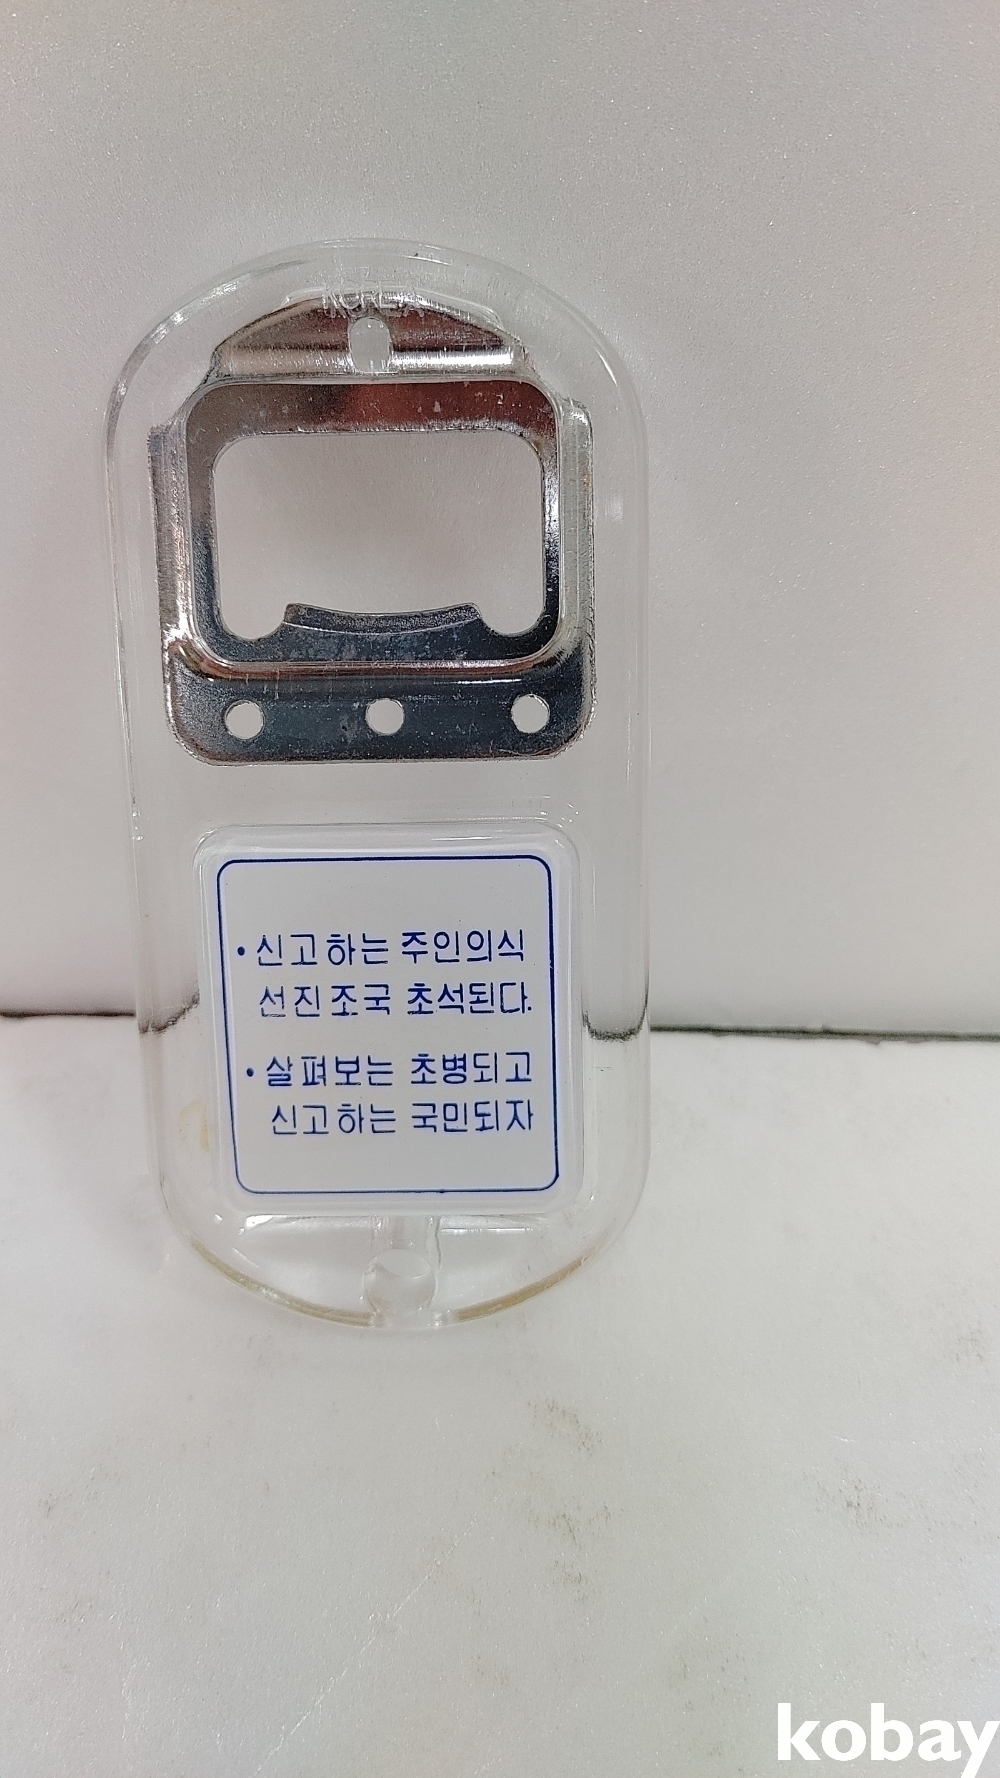 KOREA
• 신고하는 주인의식
선진조국 초석된다.
• 살펴보는 초병되고
신고하는 국민되자
kobay